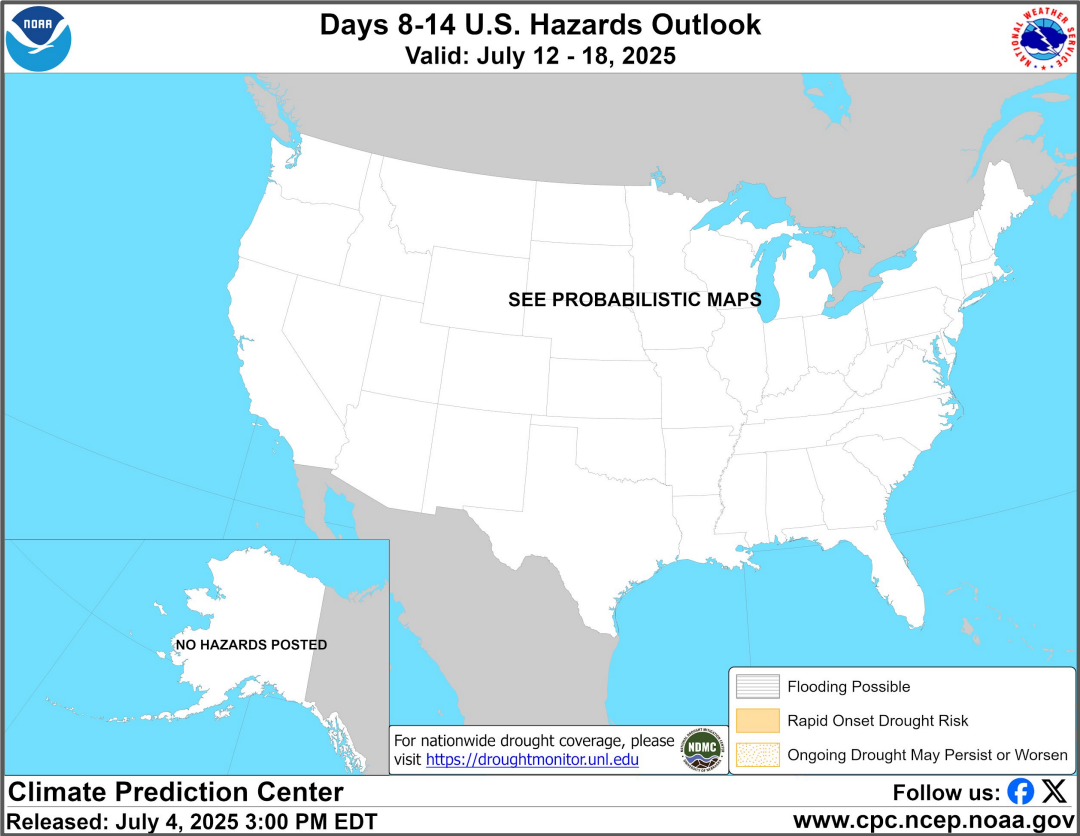 NOAA
Days 8-14 U.S. Hazards Outlook
Valid: July 12 - 18, 2025
NATIONAL WEATHER SERVICE
SEE PROBABILISTIC MAPS
NO HAZARDS POSTED
Flooding Possible
Rapid Onset Drought Risk
Ongoing Drought May Persist or Worsen
For nationwide drought coverage, please
visit https://droughtmonitor.unl.edu
NDMC
Climate Prediction Center
Released: July 4, 2025 3:00 PM EDT
Follow us:
www.cpc.ncep.noaa.gov